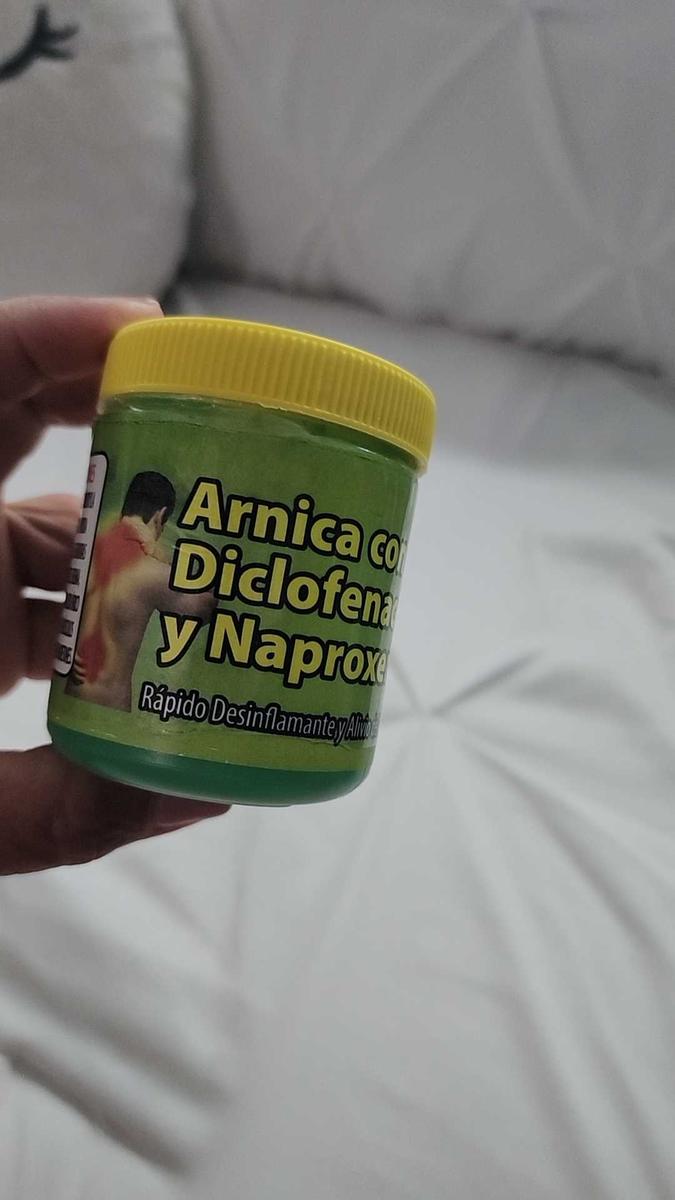 Arnica con
Diclofenac
y Naproxe
Rápido Desinflamante y Alivio